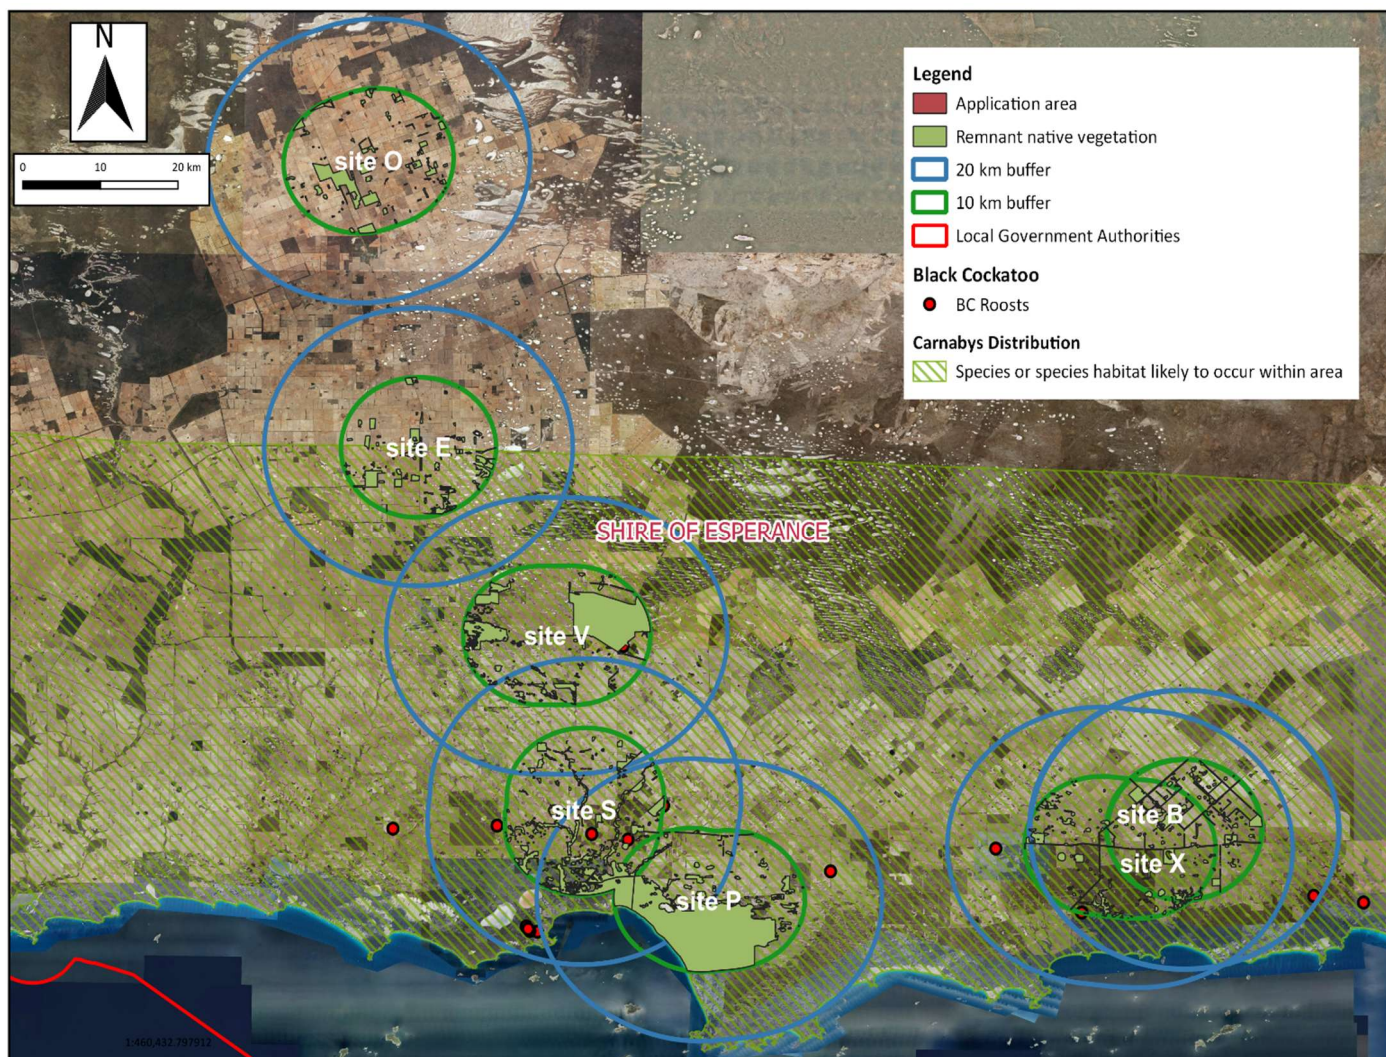 N
0 10 20 km
site O
site E
SHIRE OF ESPERANCE
site V
site S
site B
site X
site P
Legend
Application area
Remnant native vegetation
20 km buffer
10 km buffer
Local Government Authorities
Black Cockatoo
BC Roosts
Carnabys Distribution
Species or species habitat likely to occur within area
1:460,432.797912